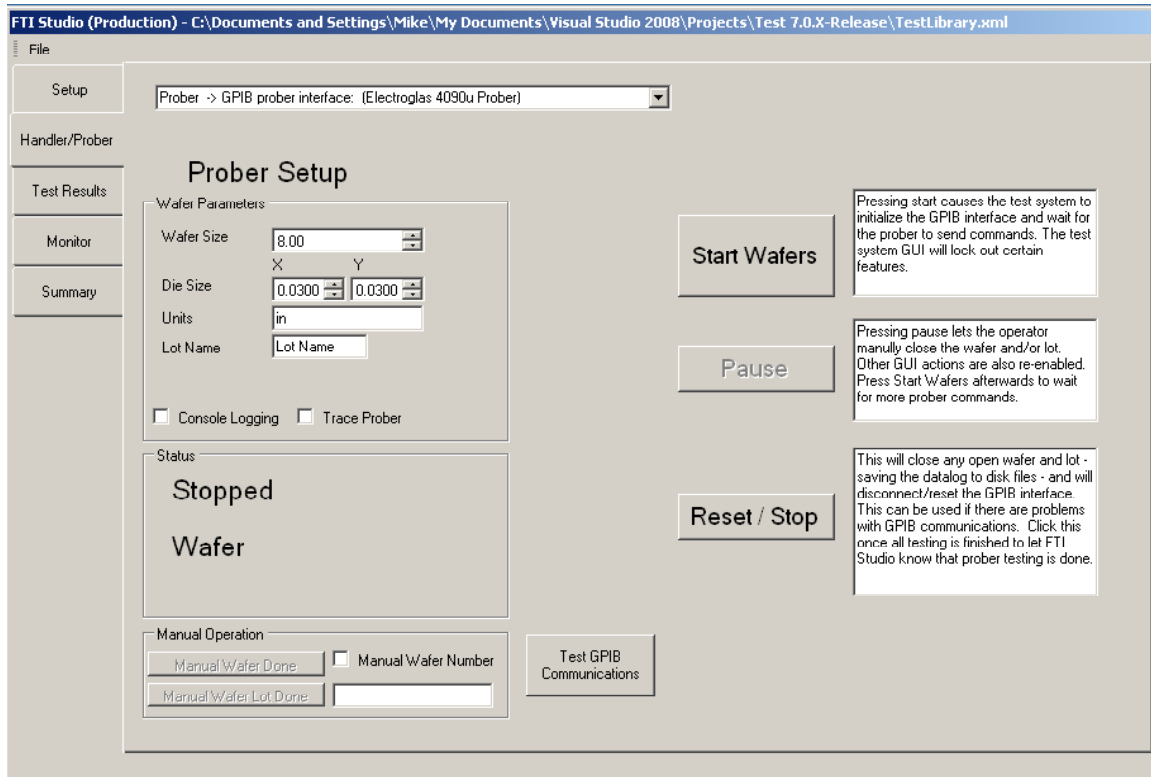 FTI Studio (Production) - C:\Documents and Settings\Mike\My Documents\Visual Studio 2008\Projects\Test 7.0.X-Release\TestLibrary.xml
File
Setup
Handler/Prober
Test Results
Monitor
Summary
Prober -> GPIB prober interface: (Electroglas 4090u Prober)
Prober Setup
Wafer Parameters
Wafer Size 8.00
X Y
Die Size 0.0300 0.0300
Units in
Lot Name Lot Name
Console Logging Trace Prober
Status
Stopped
Wafer
Manual Operation
Manual Wafer Done Manual Wafer Number
Manual Wafer Lot Done
Test GPIB
Communications
Start Wafers
Pressing start causes the test system to
initialize the GPIB interface and wait for
the prober to send commands. The test
system GUI will lock out certain
features.
Pause
Pressing pause lets the operator
manully close the wafer and/or lot.
Other GUI actions are also re-enabled.
Press Start Wafers afterwards to wait
for more prober commands.
Reset / Stop
This will close any open wafer and lot -
saving the datalog to disk files - and will
disconnect/reset the GPIB interface.
This can be used if there are problems
with GPIB communications. Click this
once all testing is finished to let FTI
Studio know that prober testing is done.